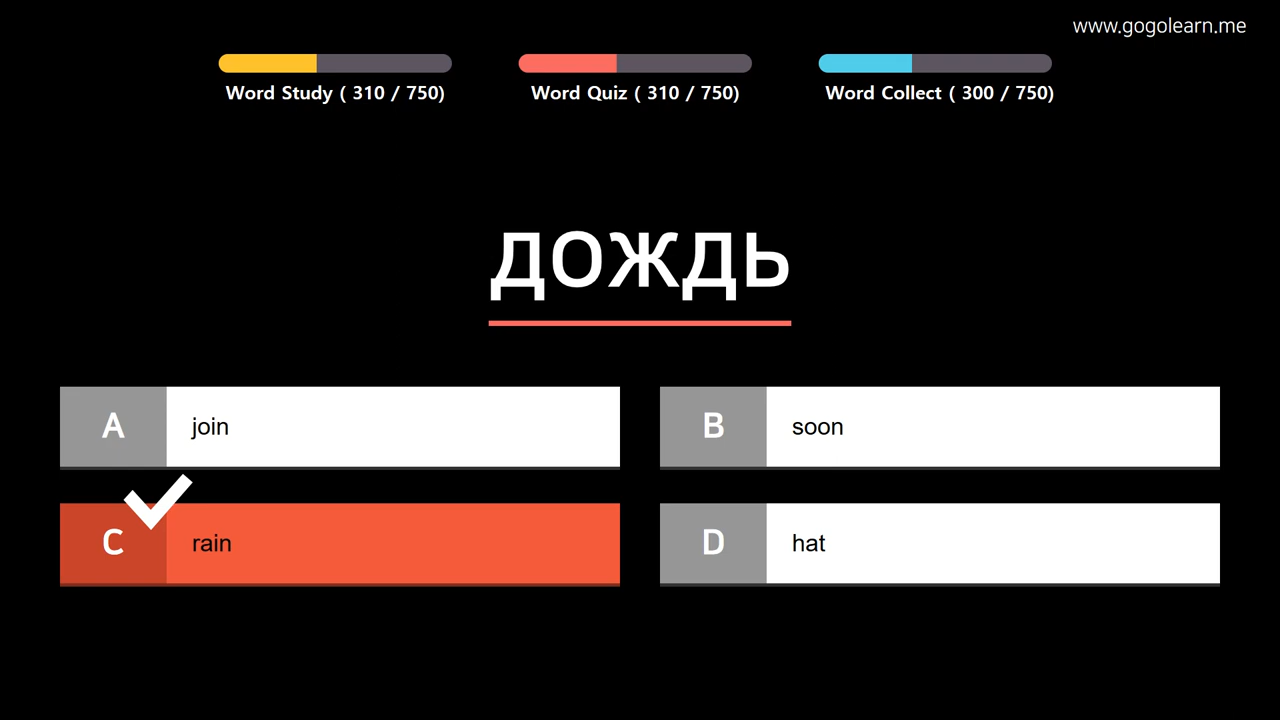 www.gogolearn.me
Word Study ( 310 / 750)
Word Quiz ( 310 / 750)
Word Collect ( 300 / 750)
ДОЖДЬ
A join
B soon
C rain
D hat